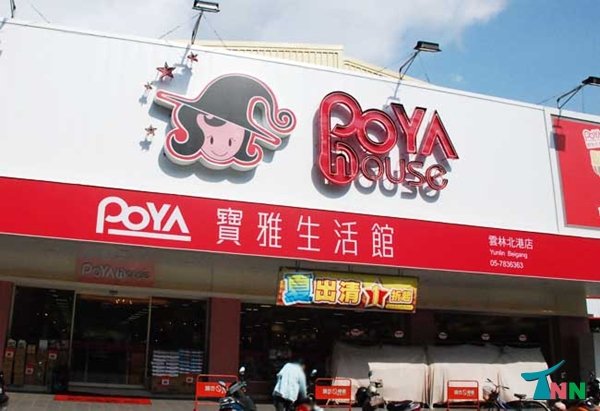 POYA
house
POYA 寶雅生活館
雲林北港店
Yunlin Beigang
05-7836363
POYA house
夏出清
TNN